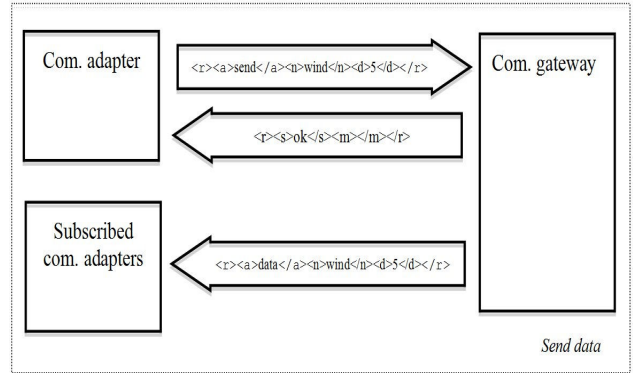 Com. adapter
<r><a>send</a><n>wind</n><d>5</d></r>
Com. gateway
<r><s>ok</s><m></m></r>
Subscribed
com. adapters
<r><a>data</a><n>wind</n><d>5</d></r>
Send data